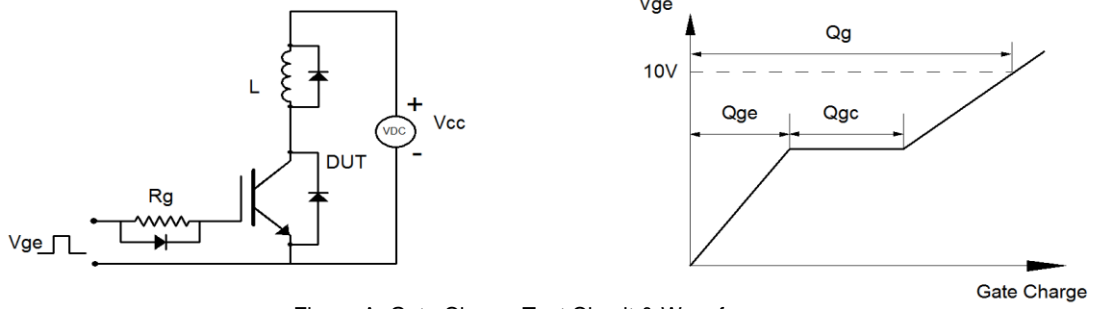 L
VDC
+
Vcc
-
DUT
Rg
Vge
Vge
Qg
10V
Qge
Qgc
Gate Charge